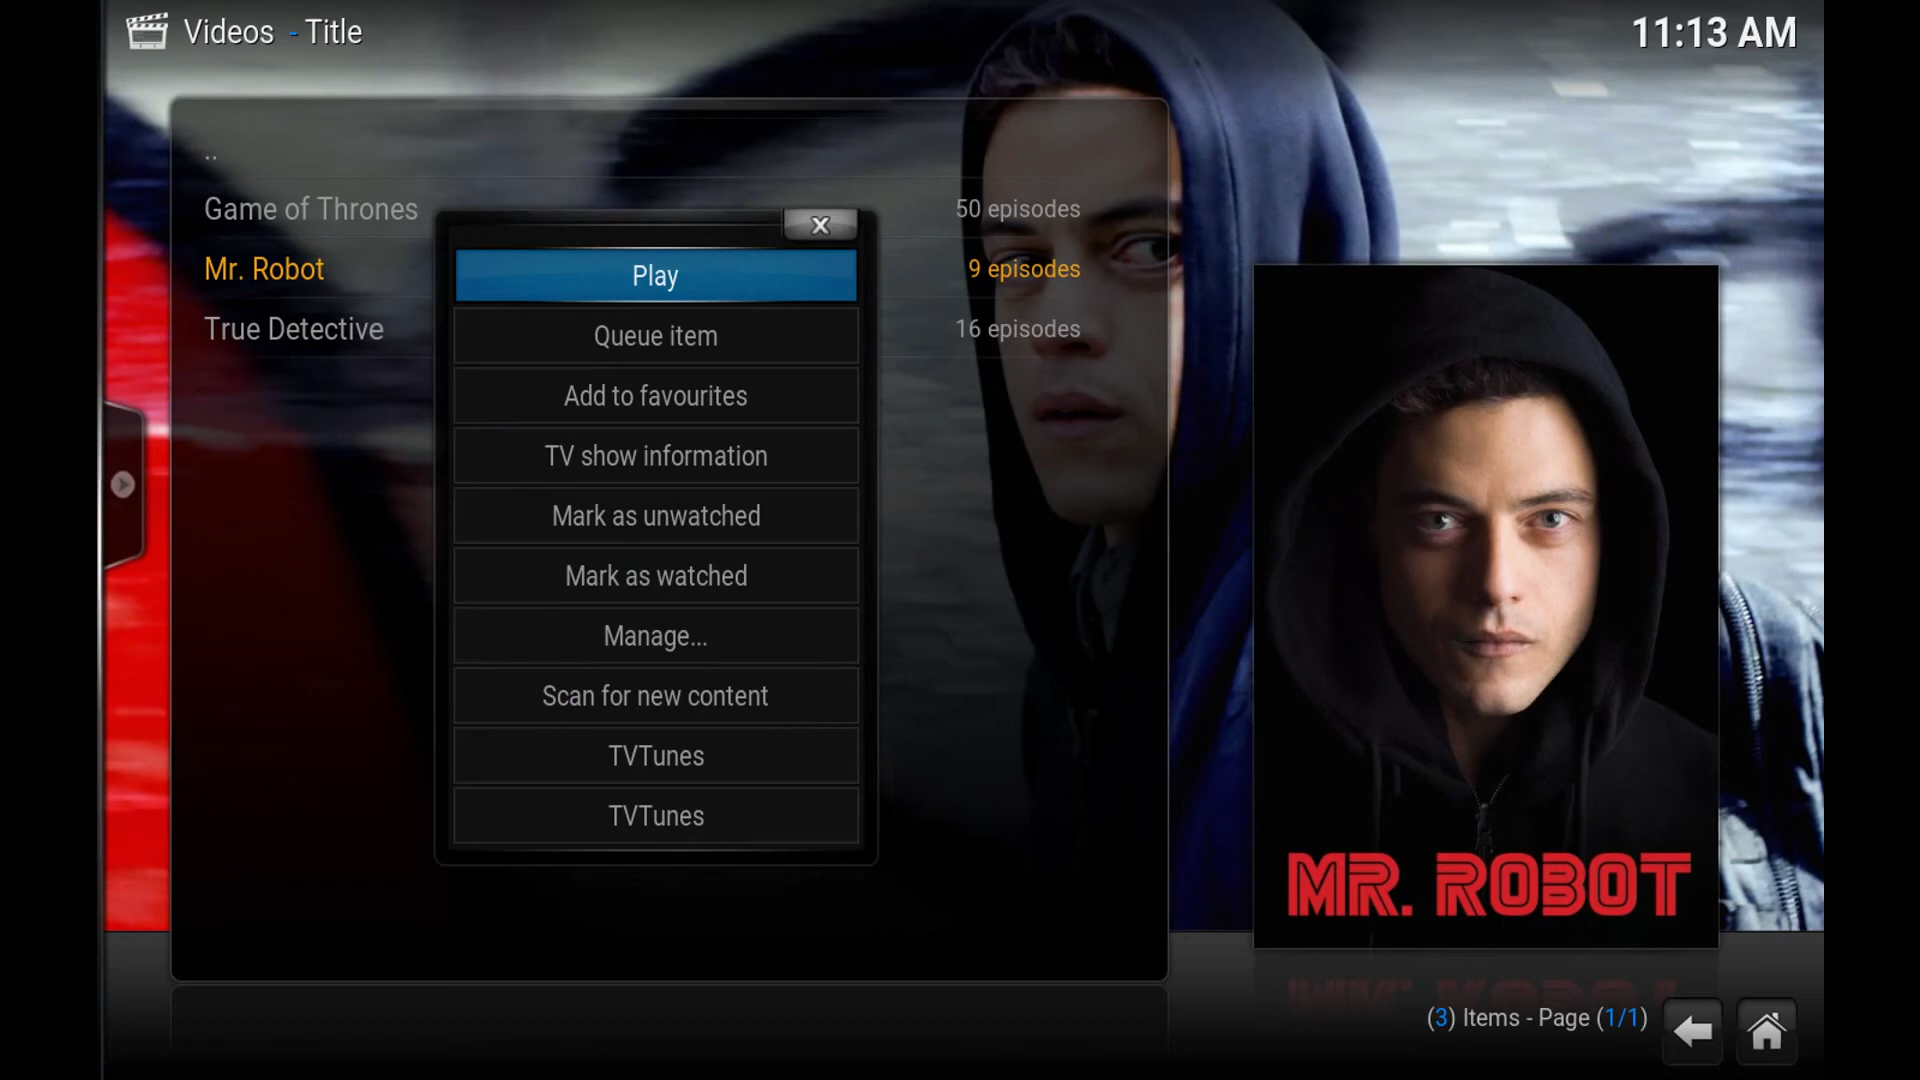 Videos - Title
11:13 AM
..
Game of Thrones 50 episodes
Mr. Robot 9 episodes
True Detective 16 episodes
X
Play
Queue item
Add to favourites
TV show information
Mark as unwatched
Mark as watched
Manage...
Scan for new content
TVTunes
TVTunes
MR. ROBOT
(3) Items - Page (1/1)